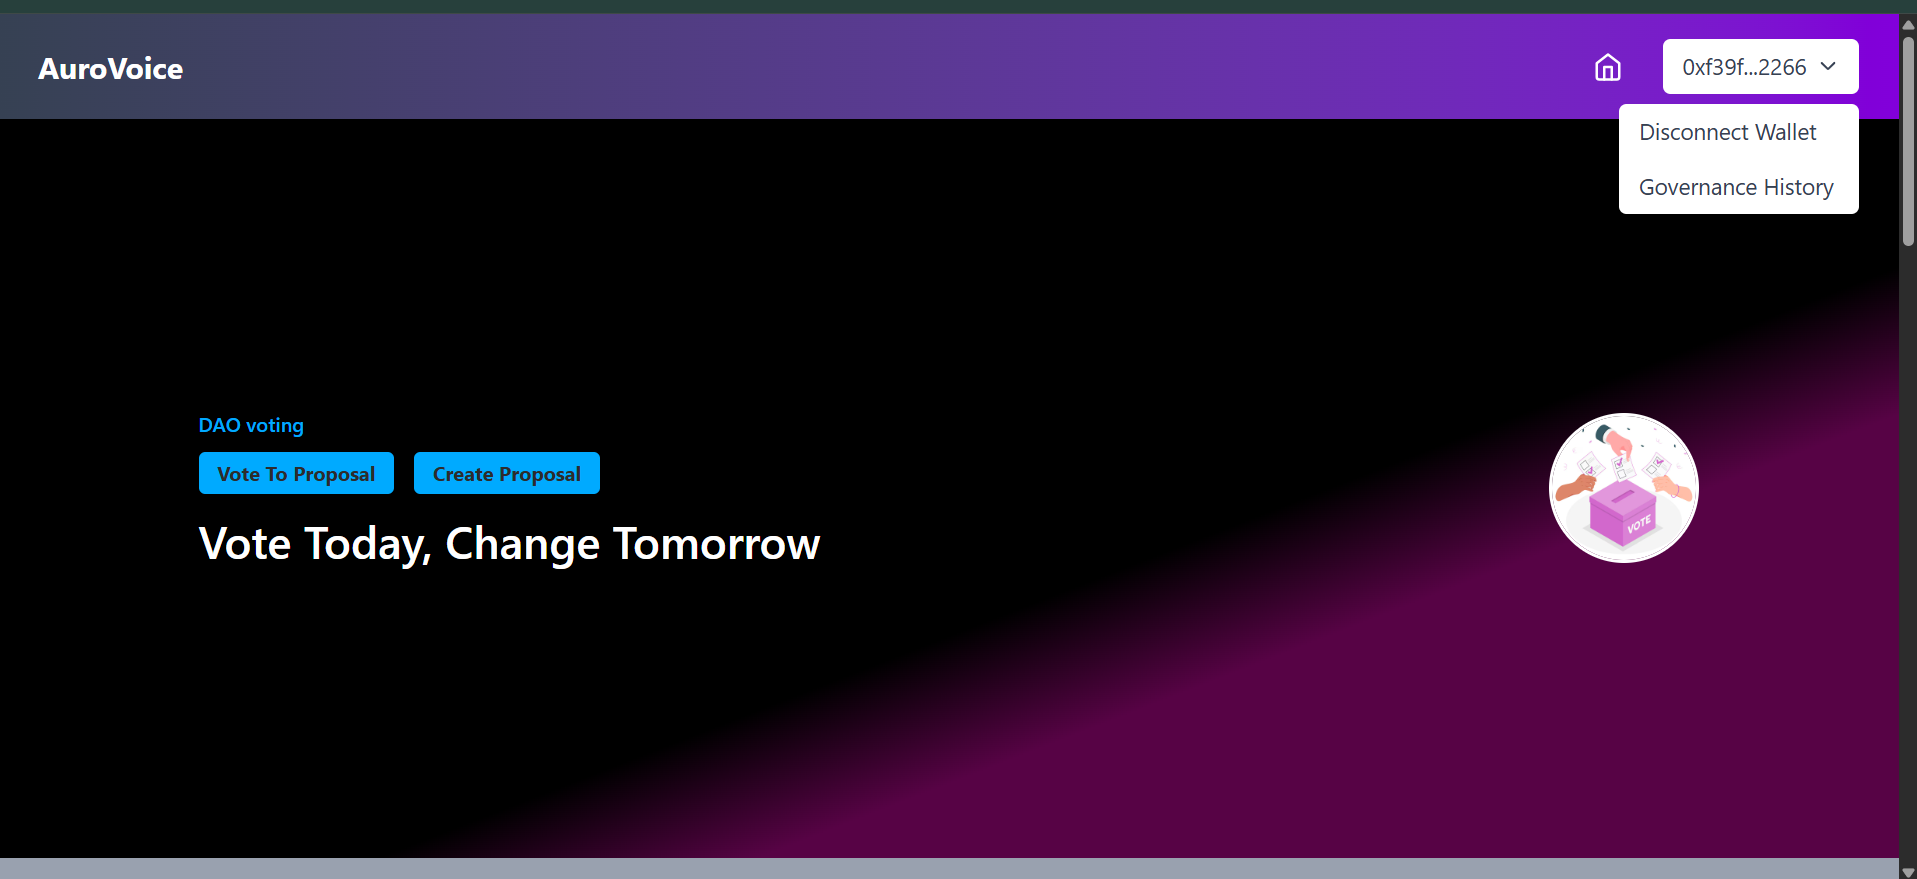 AuroVoice
0xf39f...2266
Disconnect Wallet
Governance History
DAO voting
Vote To Proposal
Create Proposal
Vote Today, Change Tomorrow
VOTE